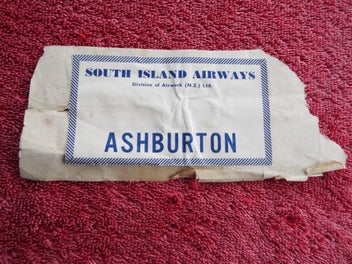 SOUTH ISLAND AIRWAYS
Division of Airwork (N.Z.) Ltd.
ASHBURTON